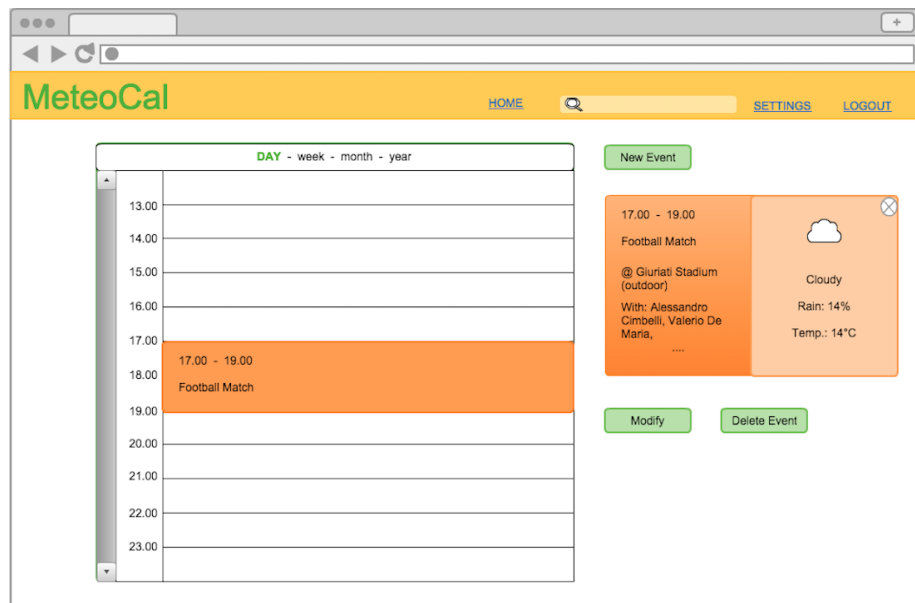 +
MeteoCal
HOME
SETTINGS
LOGOUT
DAY - week - month - year
New Event
13.00
14.00
15.00
16.00
17.00
18.00
19.00
20.00
21.00
22.00
23.00
17.00 - 19.00
Football Match
17.00 - 19.00
Football Match
@ Giuriati Stadium
(outdoor)
With: Alessandro
Cimbelli, Valerio De
Maria,
....
Cloudy
Rain: 14%
Temp.: 14°C
Modify
Delete Event